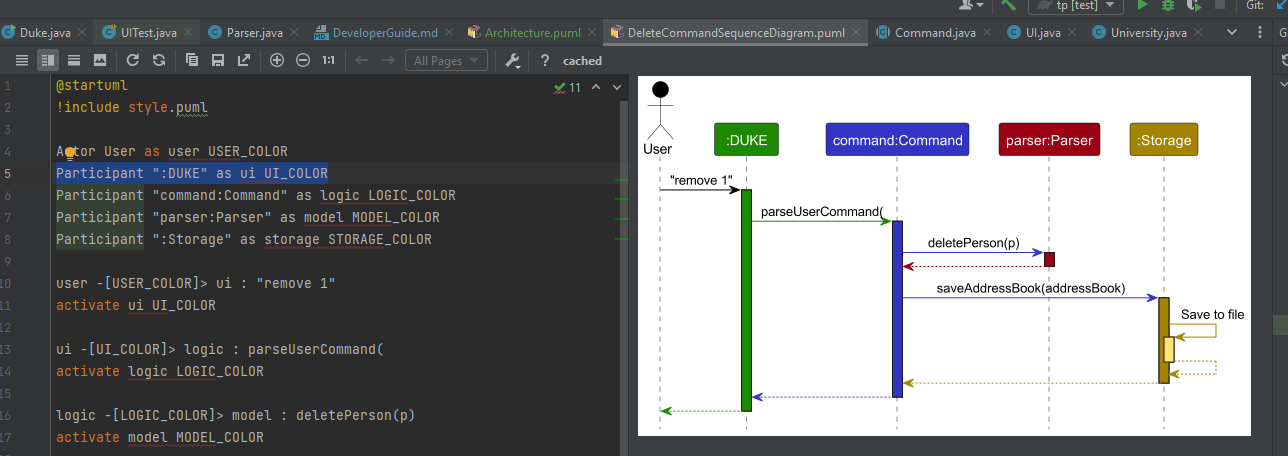 tp [test]
Git:
Duke.java
UITest.java
Parser.java
DeveloperGuide.md
Architecture.puml
DeleteCommandSequenceDiagram.puml
Command.java
UI.java
University.java
G
1:1
All Pages
?
cached
1 @startuml
11
2 !include style.puml
3
4 Actor User as user USER_COLOR
5 Participant ":DUKE" as ui UI_COLOR
6 Participant "command:Command" as logic LOGIC_COLOR
7 Participant "parser:Parser" as model MODEL_COLOR
8 Participant ":Storage" as storage STORAGE_COLOR
9
10 user -[USER_COLOR]> ui : "remove 1"
11 activate ui UI_COLOR
12
13 ui -[UI_COLOR]> logic : parseUserCommand(
14 activate logic LOGIC_COLOR
15
16 logic -[LOGIC_COLOR]> model : deletePerson(p)
17 activate model MODEL_COLOR
User
:DUKE
command:Command
parser:Parser
:Storage
"remove 1"
parseUserCommand(
deletePerson(p)
saveAddressBook(addressBook)
Save to file